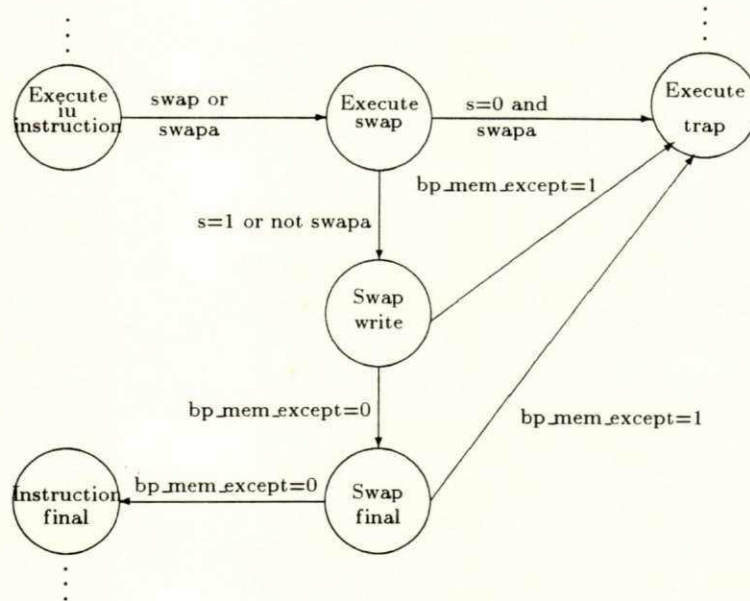 Execute
iu
instruction
swap or
swapa
Execute
swap
s=0 and
swapa
Execute
trap
bp_mem_except=1
s=1 or not swapa
Swap
write
bp_mem_except=0
bp_mem_except=1
Instruction
final
bp_mem_except=0
Swap
final